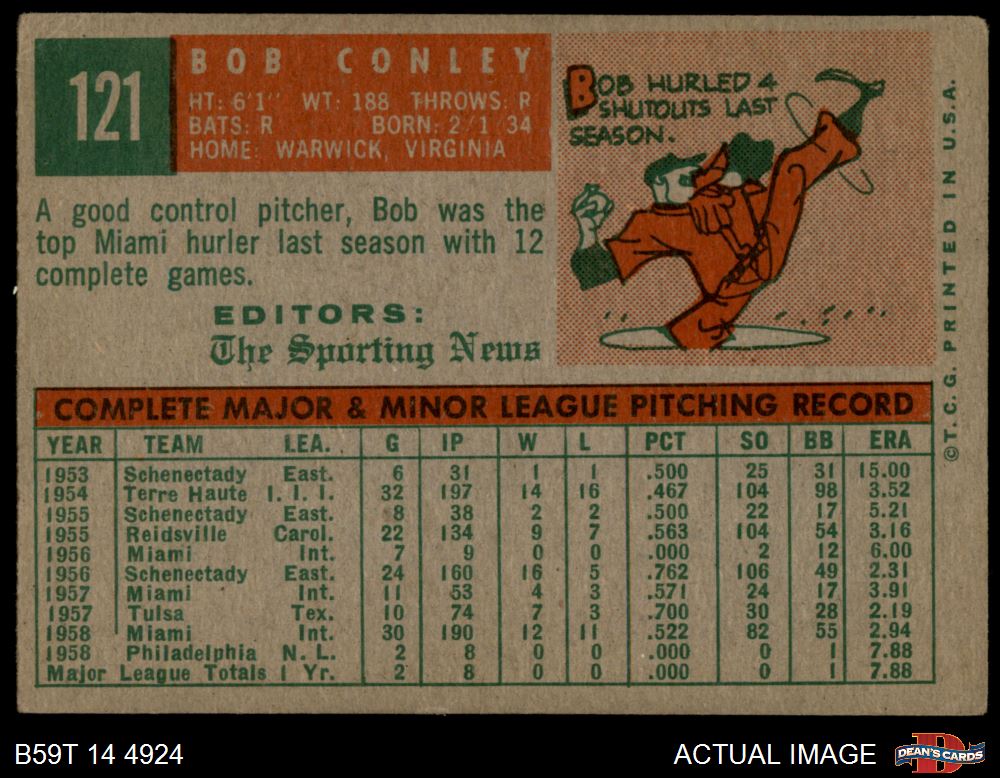 121
BOB CONLEY
HT: 6'1" WT: 188 THROWS: R
BATS: R BORN: 2/1/34
HOME: WARWICK, VIRGINIA
BOB HURLED 4
SHUTOUTS LAST
SEASON.
A good control pitcher, Bob was the
top Miami hurler last season with 12
complete games.
EDITORS:
The Sporting News
COMPLETE MAJOR & MINOR LEAGUE PITCHING RECORD
YEAR TEAM LEA. G IP W L PCT SO BB ERA
1953 Schenectady East. 6 31 1 1 .500 25 31 15.00
1954 Terre Haute I. I. I. 32 197 14 16 .467 104 98 3.52
1955 Schenectady East. 8 38 2 2 .500 22 17 5.21
1955 Reidsville Carol. 22 134 9 7 .563 104 54 3.16
1956 Miami Int. 7 9 0 0 .000 2 12 6.00
1956 Schenectady East. 24 160 16 5 .762 106 49 2.31
1957 Miami Int. 11 53 4 3 .571 24 17 3.91
1957 Tulsa Tex. 10 74 7 3 .700 30 28 2.19
1958 Miami Int. 30 190 12 11 .522 82 55 2.94
1958 Philadelphia N. L. 2 8 0 0 .000 0 1 7.88
Major League Totals 1 Yr. 2 8 0 0 .000 0 1 7.88
©T. C. G. PRINTED IN U.S.A.
B59T 14 4924
ACTUAL IMAGE
DEAN'S CARDS